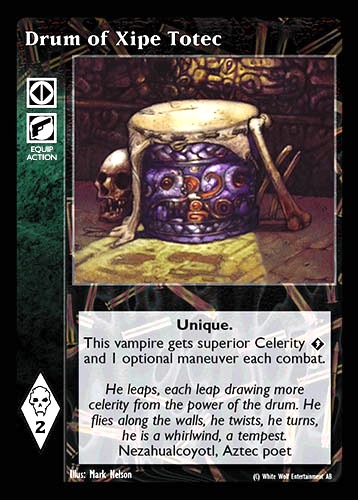 Drum of Xipe Totec
EQUIP
ACTION
Unique.
This vampire gets superior Celerity
and 1 optional maneuver each combat.
He leaps, each leap drawing more
celerity from the power of the drum. He
flies along the walls, he twists, he turns,
he is a whirlwind, a tempest.
Nezahualcoyotl, Aztec poet
2
Illus: Mark Nelson
(C) White Wolf Entertainment AB